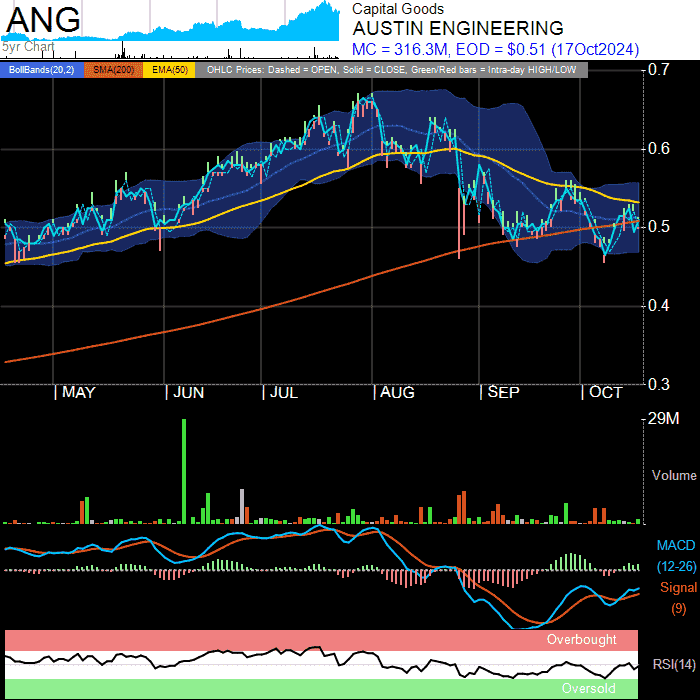 ANG
5yr Chart
Capital Goods
AUSTIN ENGINEERING
MC = 316.3M, EOD = $0.51 (17Oct2024)
BollBands(20,2) SMA(200) EMA(50) OHLC Prices: Dashed = OPEN, Solid = CLOSE, Green/Red bars = Intra-day HIGH/LOW
0.7
0.6
0.5
0.4
0.3
MAY JUN JUL AUG SEP OCT
29M
Volume
MACD
(12-26)
Signal
(9)
Overbought
RSI(14)
Oversold